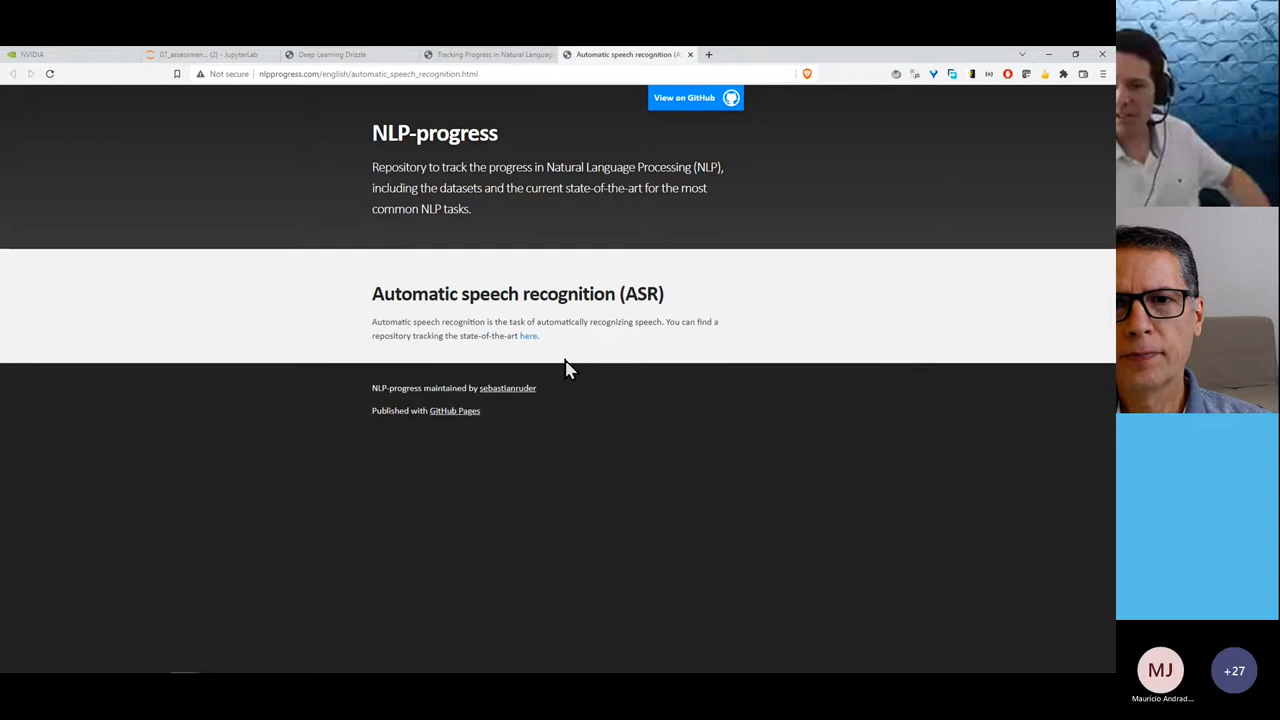 NVIDIA
07_assessmen... (2) - JupyterLab
Deep Learning Drizzle
Tracking Progress in Natural Languag
Automatic speech recognition (AS
Not secure
nlpprogress.com/english/automatic_speech_recognition.html
View on GitHub
NLP-progress
Repository to track the progress in Natural Language Processing (NLP),
including the datasets and the current state-of-the-art for the most
common NLP tasks.
Automatic speech recognition (ASR)
Automatic speech recognition is the task of automatically recognizing speech. You can find a
repository tracking the state-of-the-art here.
NLP-progress maintained by sebastianruder
Published with GitHub Pages
MJ
+27
Maurício Andrad...